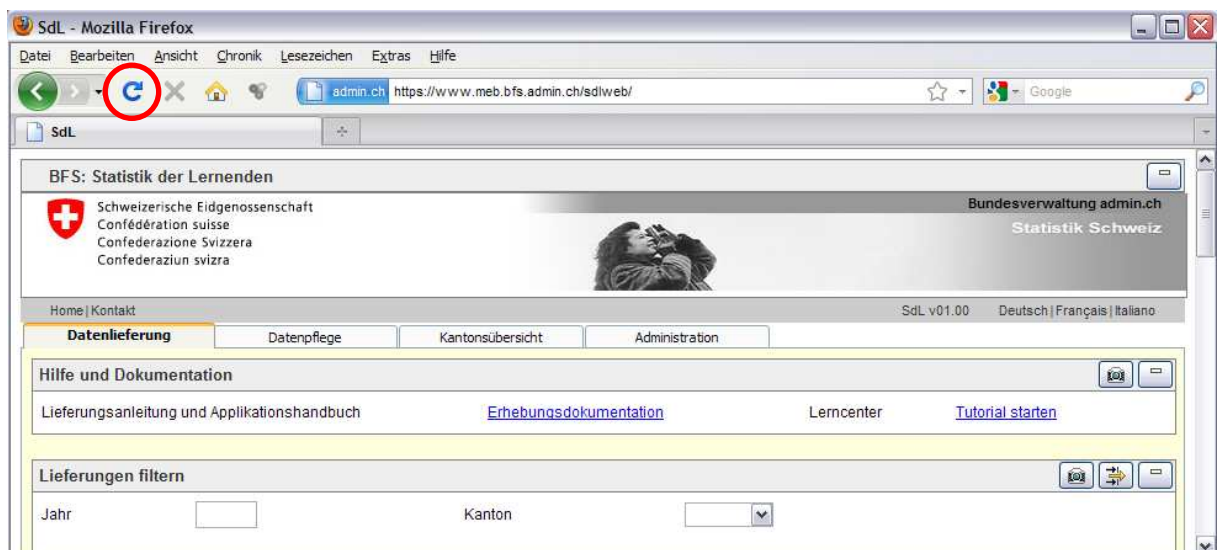 SdL - Mozilla Firefox
Datei Bearbeiten Ansicht Chronik Lesezeichen Extras Hilfe
admin.ch https://www.meb.bfs.admin.ch/sdlweb/ Google
SdL
BFS: Statistik der Lernenden
Schweizerische Eidgenossenschaft
Confédération suisse
Confederazione Svizzera
Confederaziun svizra
Bundesverwaltung admin.ch
Statistik Schweiz
Home | Kontakt SdL v01.00 Deutsch | Français | Italiano
Datenlieferung Datenpflege Kantonsübersicht Administration
Hilfe und Dokumentation
Lieferungsanleitung und Applikationshandbuch Erhebungsdokumentation Lerncenter Tutorial starten
Lieferungen filtern
Jahr Kanton